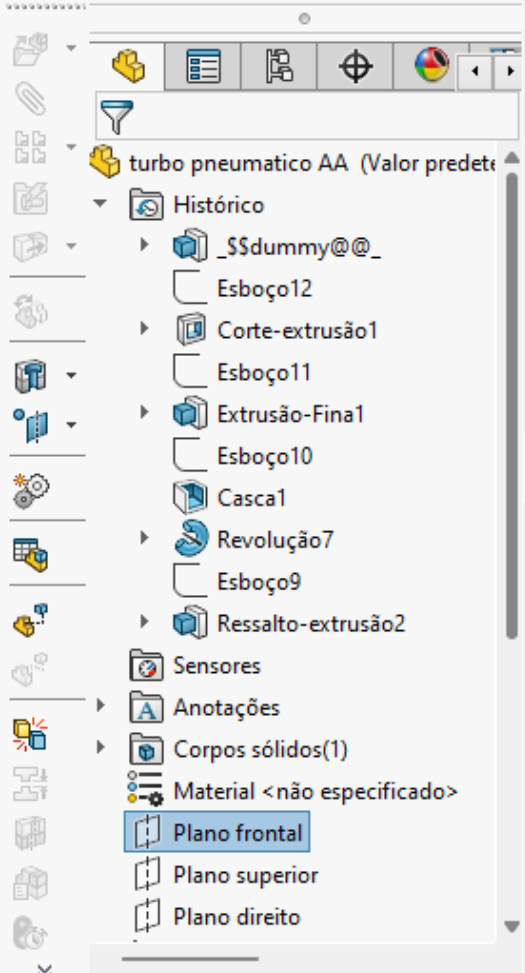 turbo pneumatico AA (Valor predete
Histórico
_$$dummy@@_
Esboço12
Corte-extrusão1
Esboço11
Extrusão-Fina1
Esboço10
Casca1
Revolução7
Esboço9
Ressalto-extrusão2
Sensores
Anotações
Corpos sólidos(1)
Material <não especificado>
Plano frontal
Plano superior
Plano direito